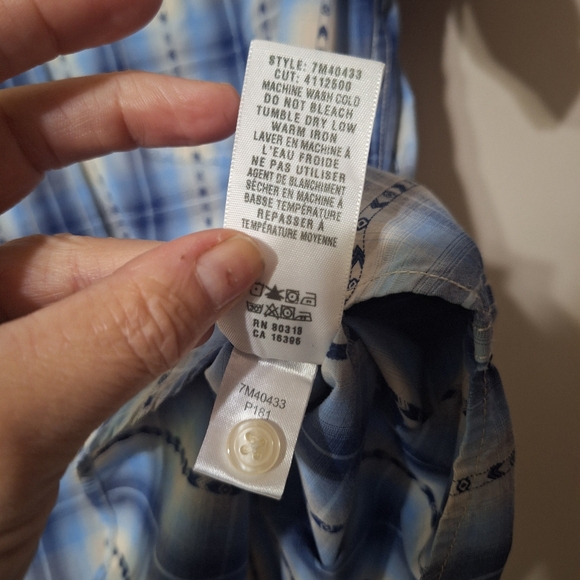 STYLE: 7M40433
CUT: 4112500
MACHINE WASH COLD
DO NOT BLEACH
TUMBLE DRY LOW
WARM IRON
LAVER EN MACHINE À
L'EAU FROIDE
NE PAS UTILISER
AGENT DE BLANCHIMENT
SÉCHER EN MACHINE À
BASSE TEMPÉRATURE
REPASSER À
TEMPÉRATURE MOYENNE
RN 80318
CA 16395
7M40433
P181